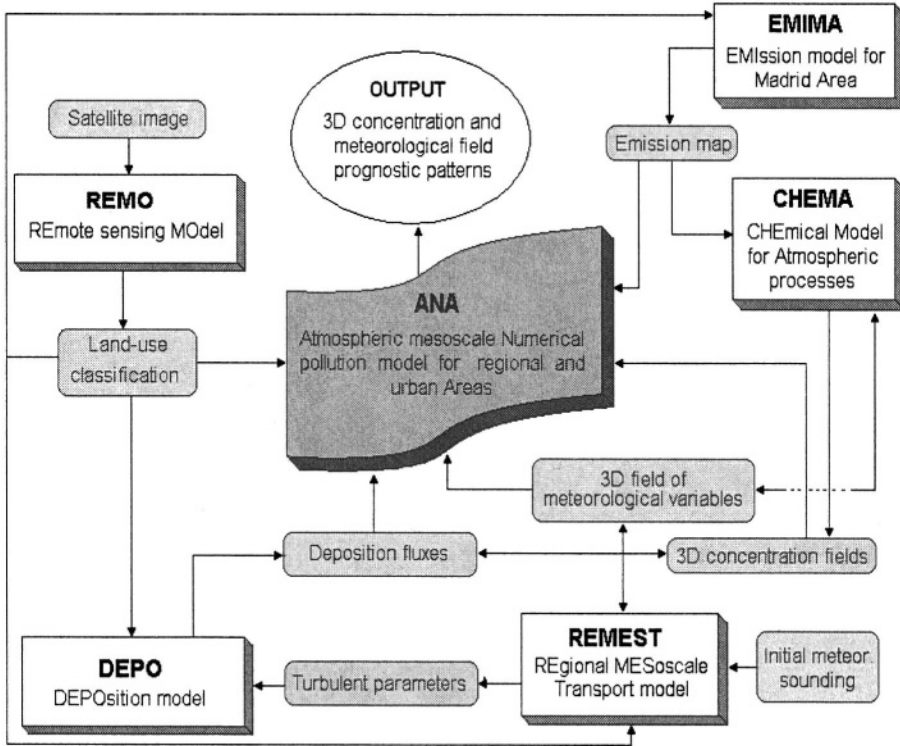 EMIMA
EMIssion model for
Madrid Area
OUTPUT
3D concentration and
meteorological field
prognostic patterns
Satellite image
Emission map
REMO
REmote sensing MOdel
CHEMA
CHEmical Model
for Atmospheric
processes
ANA
Atmospheric mesoscale Numerical
pollution model for regional and
urban Areas
Land-use
classification
3D field of
meteorological variables
Deposition fluxes
3D concentration fields
DEPO
DEPOsition model
Turbulent parameters
REMEST
REgional MESoscale
Transport model
Initial meteor.
sounding